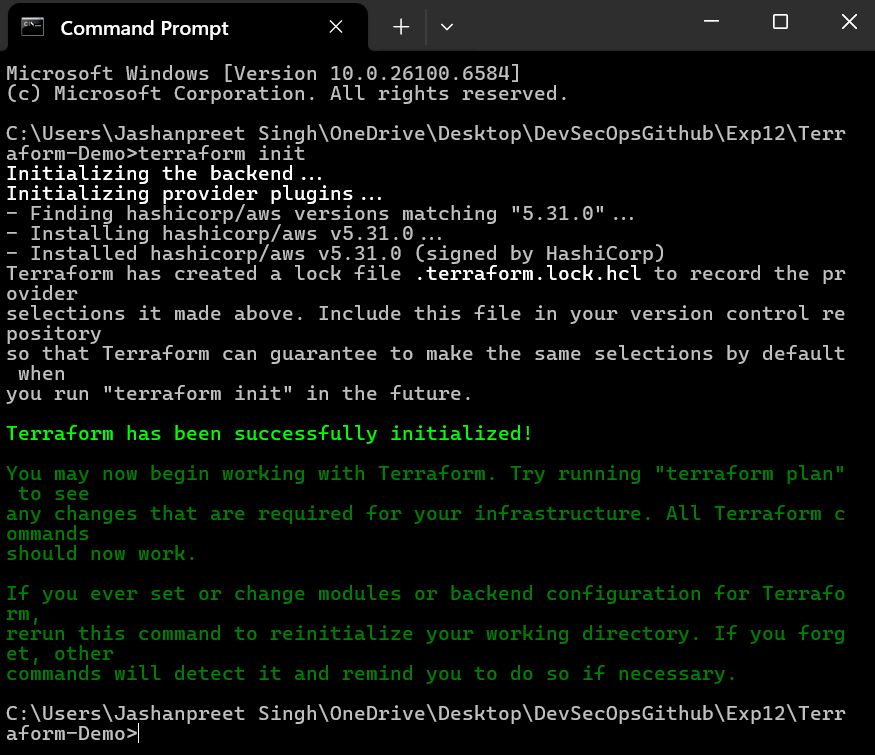 Command Prompt
Microsoft Windows [Version 10.0.26100.6584]
(c) Microsoft Corporation. All rights reserved.
C:\Users\Jashanpreet Singh\OneDrive\Desktop\DevSecOpsGithub\Exp12\Terr
aform-Demo>terraform init
Initializing the backend...
Initializing provider plugins...
- Finding hashicorp/aws versions matching "5.31.0"...
- Installing hashicorp/aws v5.31.0...
- Installed hashicorp/aws v5.31.0 (signed by HashiCorp)
Terraform has created a lock file .terraform.lock.hcl to record the pr
ovider
selections it made above. Include this file in your version control re
pository
so that Terraform can guarantee to make the same selections by default
 when
you run "terraform init" in the future.
Terraform has been successfully initialized!
You may now begin working with Terraform. Try running "terraform plan"
 to see
any changes that are required for your infrastructure. All Terraform c
ommands
should now work.
If you ever set or change modules or backend configuration for Terrafo
rm,
rerun this command to reinitialize your working directory. If you forg
et, other
commands will detect it and remind you to do so if necessary.
C:\Users\Jashanpreet Singh\OneDrive\Desktop\DevSecOpsGithub\Exp12\Terr
aform-Demo>